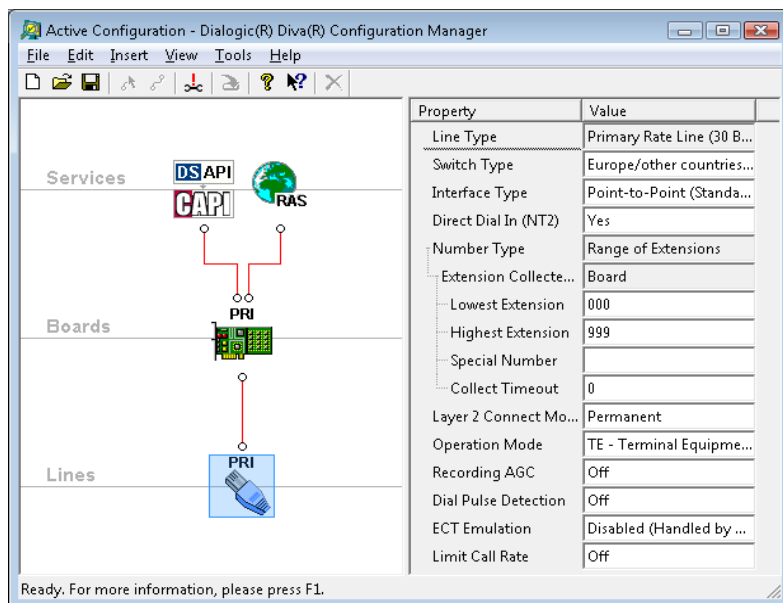 Active Configuration - Dialogic(R) Diva(R) Configuration Manager
File Edit Insert View Tools Help
Services
DS API
CAPI
RAS
Boards
PRI
Lines
PRI
Property Value
Line Type Primary Rate Line (30 B...
Switch Type Europe/other countries...
Interface Type Point-to-Point (Standa...
Direct Dial In (NT2) Yes
Number Type Range of Extensions
Extension Collecte... Board
Lowest Extension 000
Highest Extension 999
Special Number
Collect Timeout 0
Layer 2 Connect Mo... Permanent
Operation Mode TE - Terminal Equipme...
Recording AGC Off
Dial Pulse Detection Off
ECT Emulation Disabled (Handled by ...
Limit Call Rate Off
Ready. For more information, please press F1.